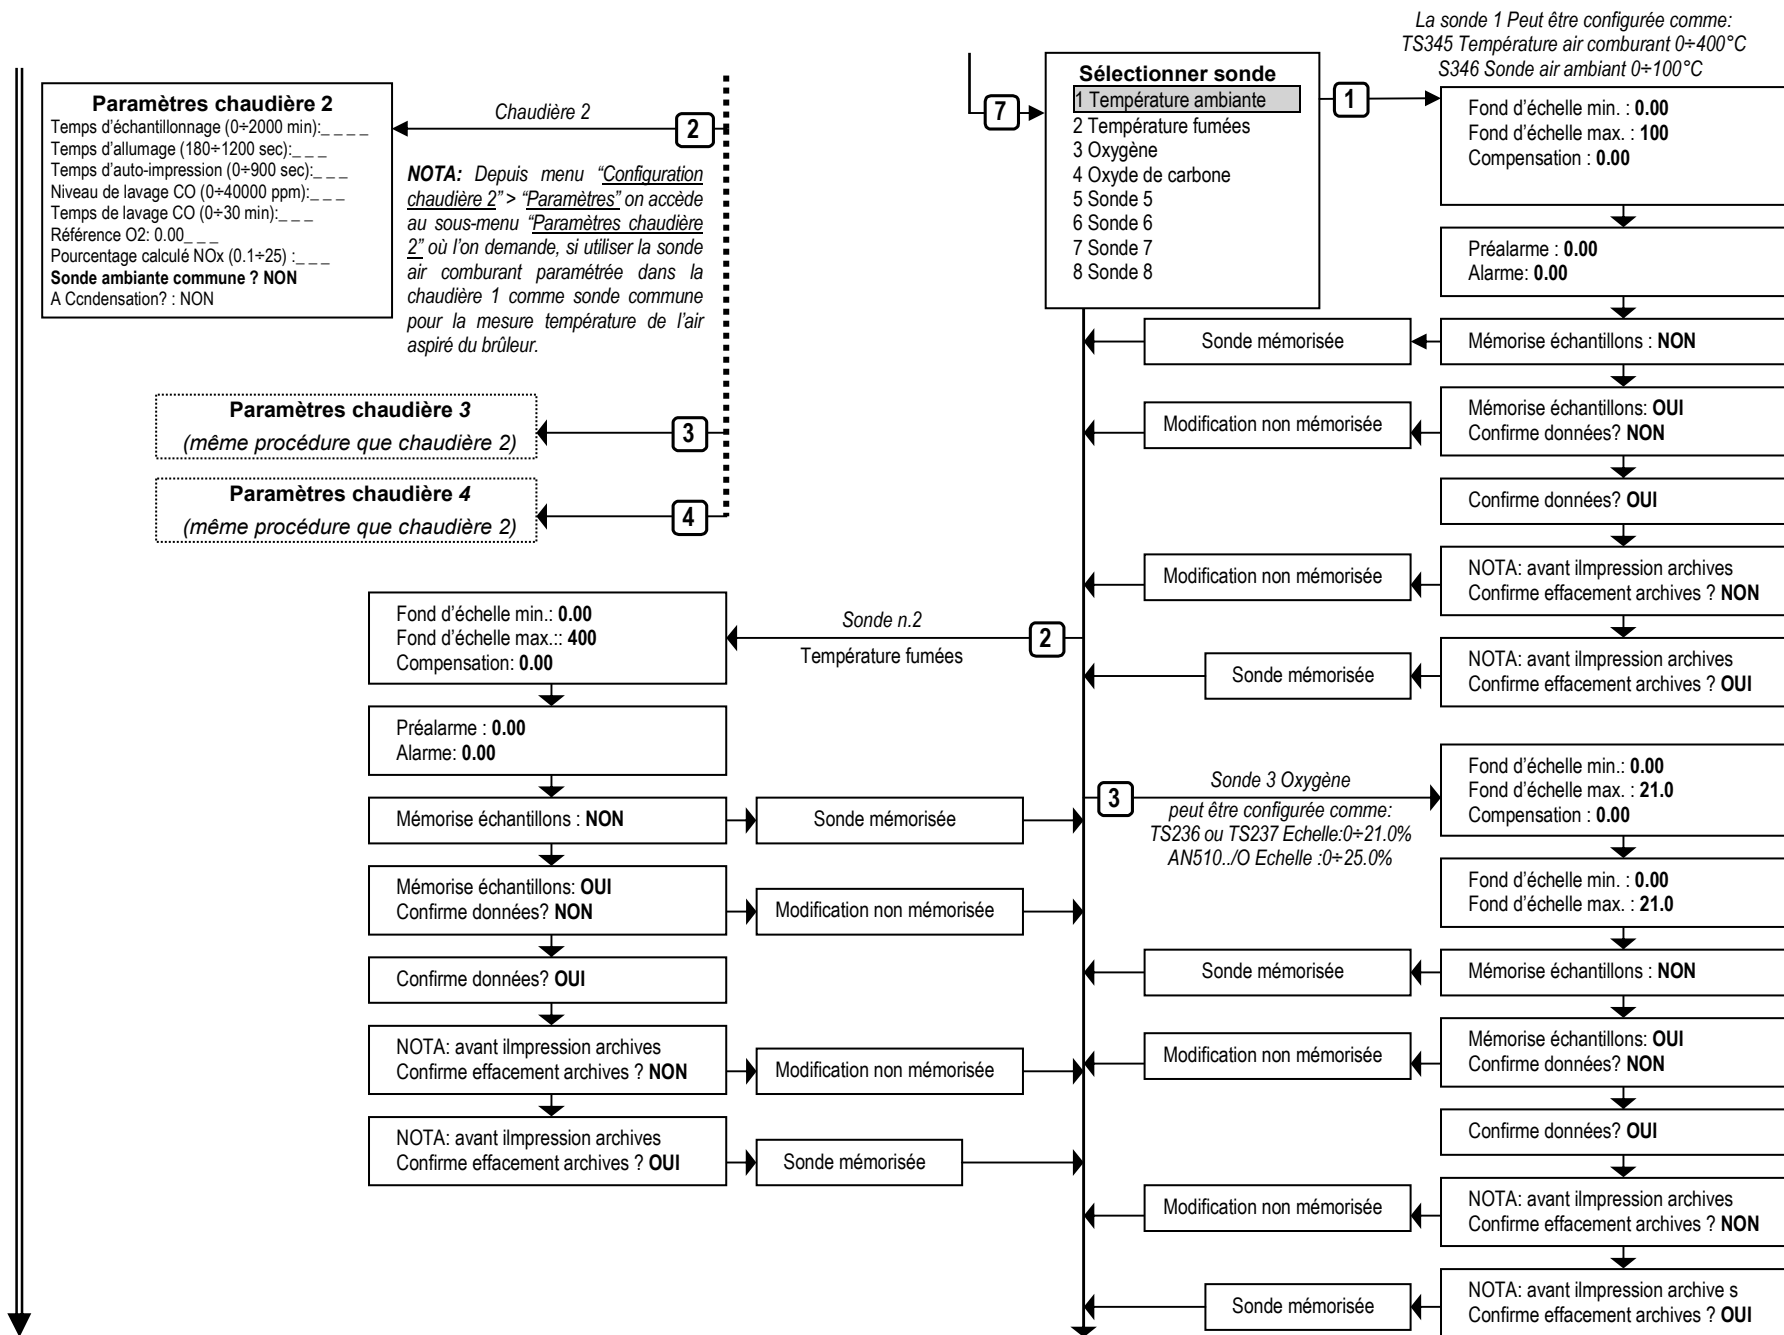 La sonde 1 Peut être configurée comme:
TS345 Température air comburant 0÷400°C
S346 Sonde air ambiant 0÷100°C
Paramètres chaudière 2
Temps d'échantillonnage (0÷2000 min):_ _ _ _
Temps d'allumage (180÷1200 sec):_ _ _
Temps d'auto-impression (0÷900 sec):_ _ _
Niveau de lavage CO (0÷40000 ppm):_ _ _
Temps de lavage CO (0÷30 min):_ _ _
Référence O2: 0.00_ _ _
Pourcentage calculé NOx (0.1÷25) :_ _ _
Sonde ambiante commune ? NON
A Ccndensation? : NON
Chaudière 2
2
NOTA: Depuis menu “Configuration
chaudière 2” > “Paramètres” on accède
au sous-menu “Paramètres chaudière
2” où l'on demande, si utiliser la sonde
air comburant paramétrée dans la
chaudière 1 comme sonde commune
pour la mesure température de l'air
aspiré du brûleur.
Paramètres chaudière 3
(même procédure que chaudière 2)
3
Paramètres chaudière 4
(même procédure que chaudière 2)
4
7
Sélectionner sonde
1 Température ambiante
2 Température fumées
3 Oxygène
4 Oxyde de carbone
5 Sonde 5
6 Sonde 6
7 Sonde 7
8 Sonde 8
1
Fond d'échelle min. : 0.00
Fond d'échelle max. : 100
Compensation : 0.00
Préalarme : 0.00
Alarme: 0.00
Sonde mémorisée
Mémorise échantillons : NON
Modification non mémorisée
Mémorise échantillons: OUI
Confirme données? NON
Confirme données? OUI
Modification non mémorisée
NOTA: avant ilmpression archives
Confirme effacement archives ? NON
Sonde mémorisée
NOTA: avant ilmpression archives
Confirme effacement archives ? OUI
Sonde n.2
Température fumées
2
Fond d'échelle min.: 0.00
Fond d'échelle max.:: 400
Compensation: 0.00
Préalarme : 0.00
Alarme: 0.00
Mémorise échantillons : NON
Sonde mémorisée
Mémorise échantillons: OUI
Confirme données? NON
Modification non mémorisée
Confirme données? OUI
NOTA: avant ilmpression archives
Confirme effacement archives ? NON
Modification non mémorisée
NOTA: avant ilmpression archives
Confirme effacement archives ? OUI
Sonde mémorisée
3
Sonde 3 Oxygène
peut être configurée comme:
TS236 ou TS237 Echelle:0÷21.0%
AN510../O Echelle :0÷25.0%
Fond d'échelle min.: 0.00
Fond d'échelle max. : 21.0
Compensation : 0.00
Fond d'échelle min. : 0.00
Fond d'échelle max. : 21.0
Sonde mémorisée
Mémorise échantillons : NON
Modification non mémorisée
Mémorise échantillons: OUI
Confirme données? NON
Confirme données? OUI
Modification non mémorisée
NOTA: avant ilmpression archives
Confirme effacement archives ? NON
Sonde mémorisée
NOTA: avant ilmpression archive s
Confirme effacement archives ? OUI